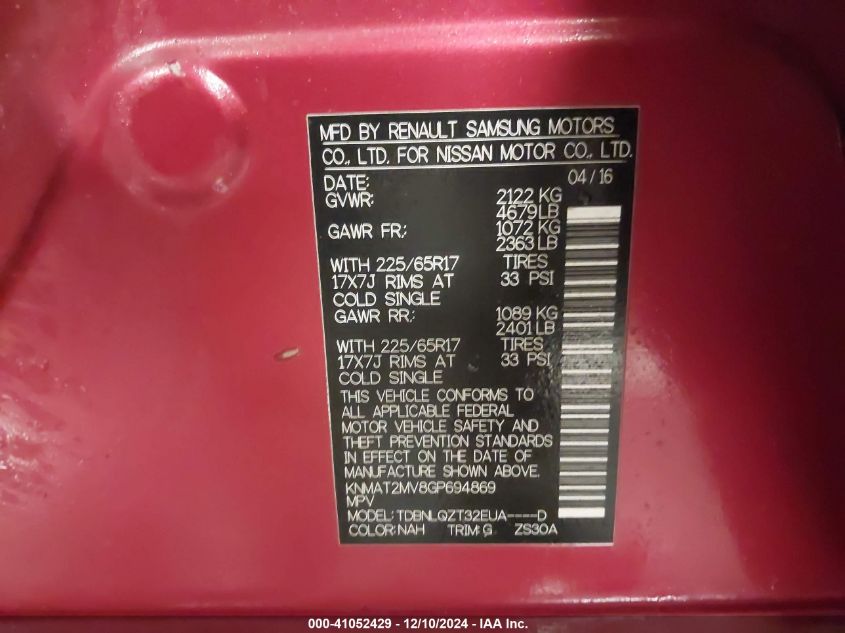 MFD BY RENAULT SAMSUNG MOTORS
CO., LTD. FOR NISSAN MOTOR CO., LTD.
DATE: 04/16
GVWR: 2122 KG
4679 LB
GAWR FR: 1072 KG
2363 LB
WITH 225/65R17 TIRES
17X7J RIMS AT 33 PSI
COLD SINGLE
GAWR RR: 1089 KG
2401 LB
WITH 225/65R17 TIRES
17X7J RIMS AT 33 PSI
COLD SINGLE
THIS VEHICLE CONFORMS TO
ALL APPLICABLE FEDERAL
MOTOR VEHICLE SAFETY AND
THEFT PREVENTION STANDARDS
IN EFFECT ON THE DATE OF
MANUFACTURE SHOWN ABOVE.
KNMAT2MV8GP694869
MPV
MODEL: TDBNLQZT32EUA----D
COLOR: NAH TRIM: G ZS30A
000-41052429 - 12/10/2024 - IAA Inc.